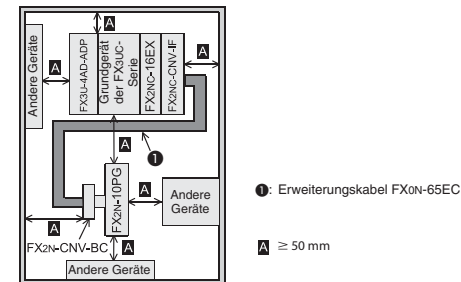 A
Andere Geräte
A
FX3U-4AD-ADP
Grundgerät
der FX3UC-
Serie
FX2NC-16EX
FX2NC-CNV-IF
A
A
❶
FX2N-10PG
A
Andere
Geräte
A
FX2N-CNV-BC
A
Andere Geräte
❶: Erweiterungskabel FX0N-65EC
A ≥ 50 mm